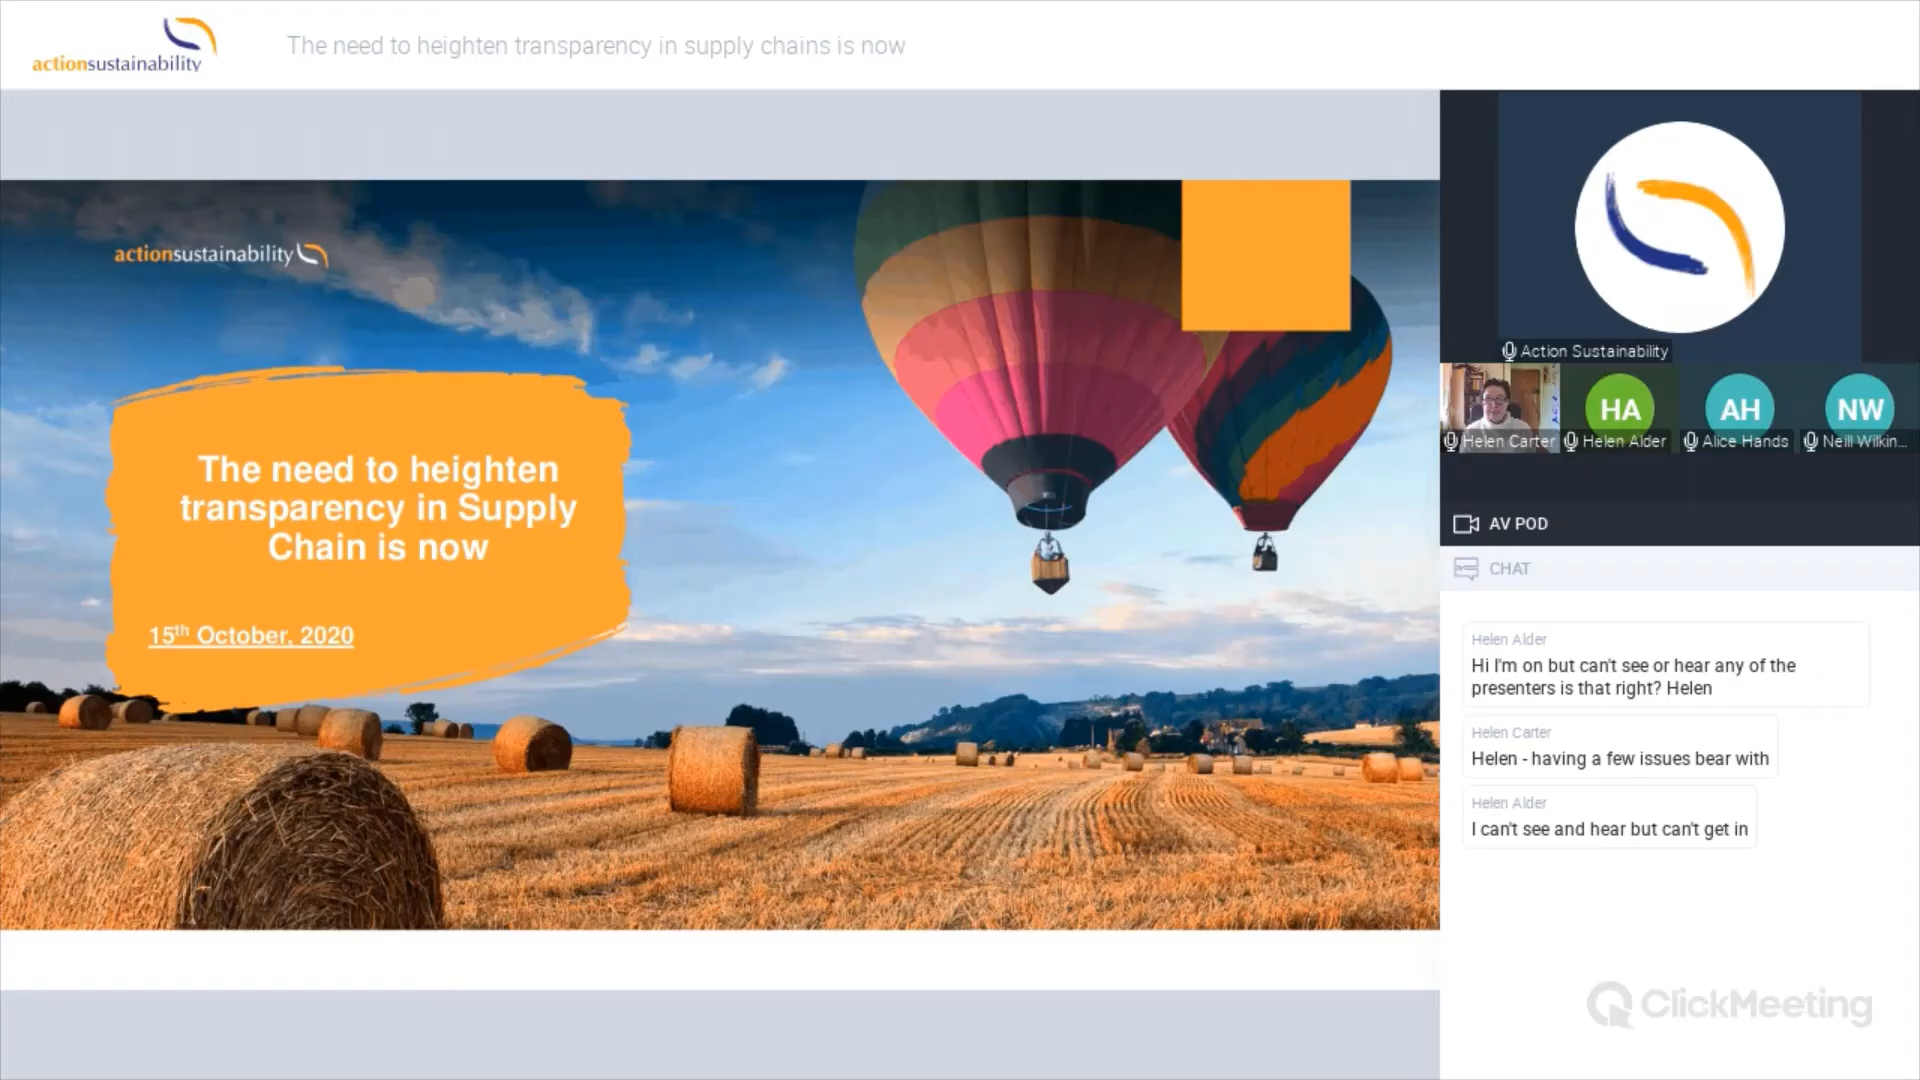 actionsustainability
The need to heighten transparency in supply chains is now
actionsustainability
The need to heighten
transparency in Supply
Chain is now
15th October, 2020
Action Sustainability
HA
AH
NW
Helen Carter
Helen Alder
Alice Hands
Neill Wilkin...
AV POD
CHAT
Helen Alder
Hi I'm on but can't see or hear any of the
presenters is that right? Helen
Helen Carter
Helen - having a few issues bear with
Helen Alder
I can't see and hear but can't get in
ClickMeeting